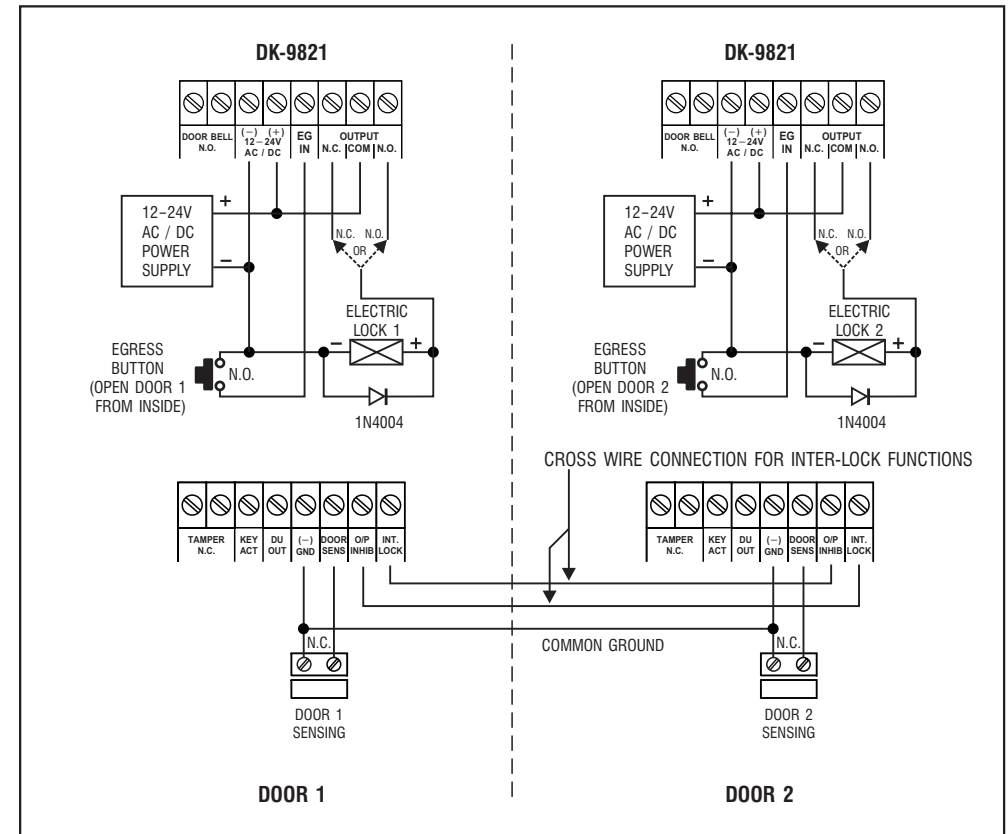 DK-9821
DOOR BELL N.O.
(–) (+) 12–24V AC / DC
EG IN
OUTPUT
N.C. COM N.O.
12–24V AC / DC POWER SUPPLY
+
–
N.C. N.O.
OR
ELECTRIC LOCK 1
– +
EGRESS BUTTON (OPEN DOOR 1 FROM INSIDE)
N.O.
1N4004
DK-9821
DOOR BELL N.O.
(–) (+) 12–24V AC / DC
EG IN
OUTPUT
N.C. COM N.O.
12–24V AC / DC POWER SUPPLY
+
–
N.C. N.O.
OR
ELECTRIC LOCK 2
– +
EGRESS BUTTON (OPEN DOOR 2 FROM INSIDE)
N.O.
1N4004
CROSS WIRE CONNECTION FOR INTER-LOCK FUNCTIONS
TAMPER N.C.
KEY ACT
DU OUT
(–) GND
DOOR SENS
O/P INHIB
INT. LOCK
TAMPER N.C.
KEY ACT
DU OUT
(–) GND
DOOR SENS
O/P INHIB
INT. LOCK
COMMON GROUND
N.C.
DOOR 1 SENSING
N.C.
DOOR 2 SENSING
DOOR 1
DOOR 2